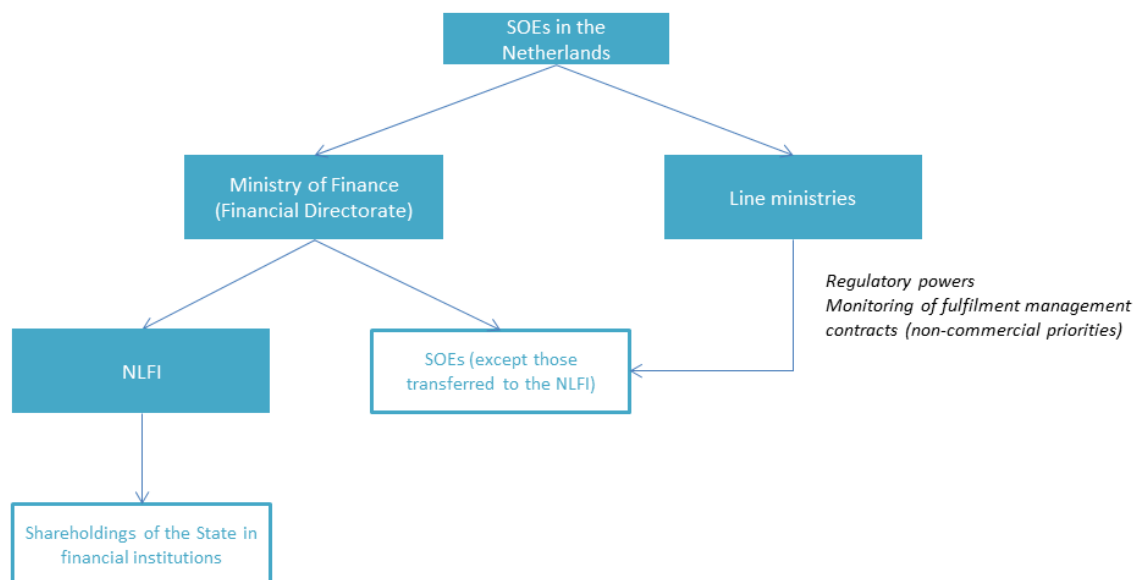 SOEs in the
Netherlands
Ministry of Finance
(Financial Directorate)
Line ministries
Regulatory powers
Monitoring of fulfilment management
contracts (non-commercial priorities)
NLFI
SOEs (except those
transferred to the NLFI)
Shareholdings of the State in
financial institutions